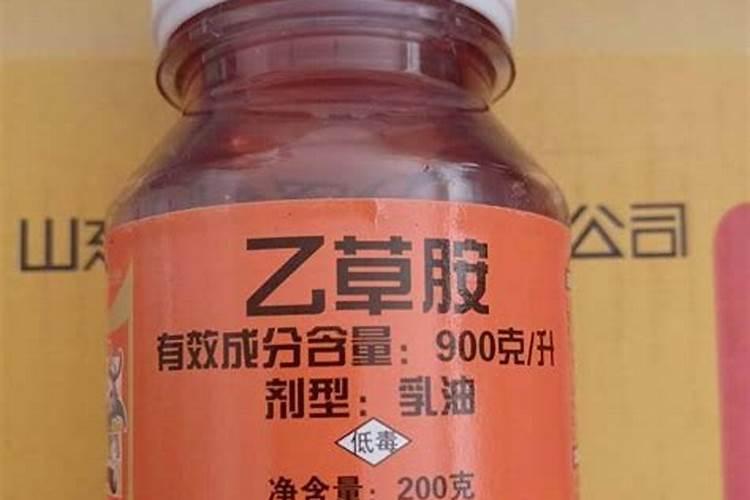 山东
公司
乙草胺
有效成分含量：900克/升
剂型：乳油
低毒
净含量：200克